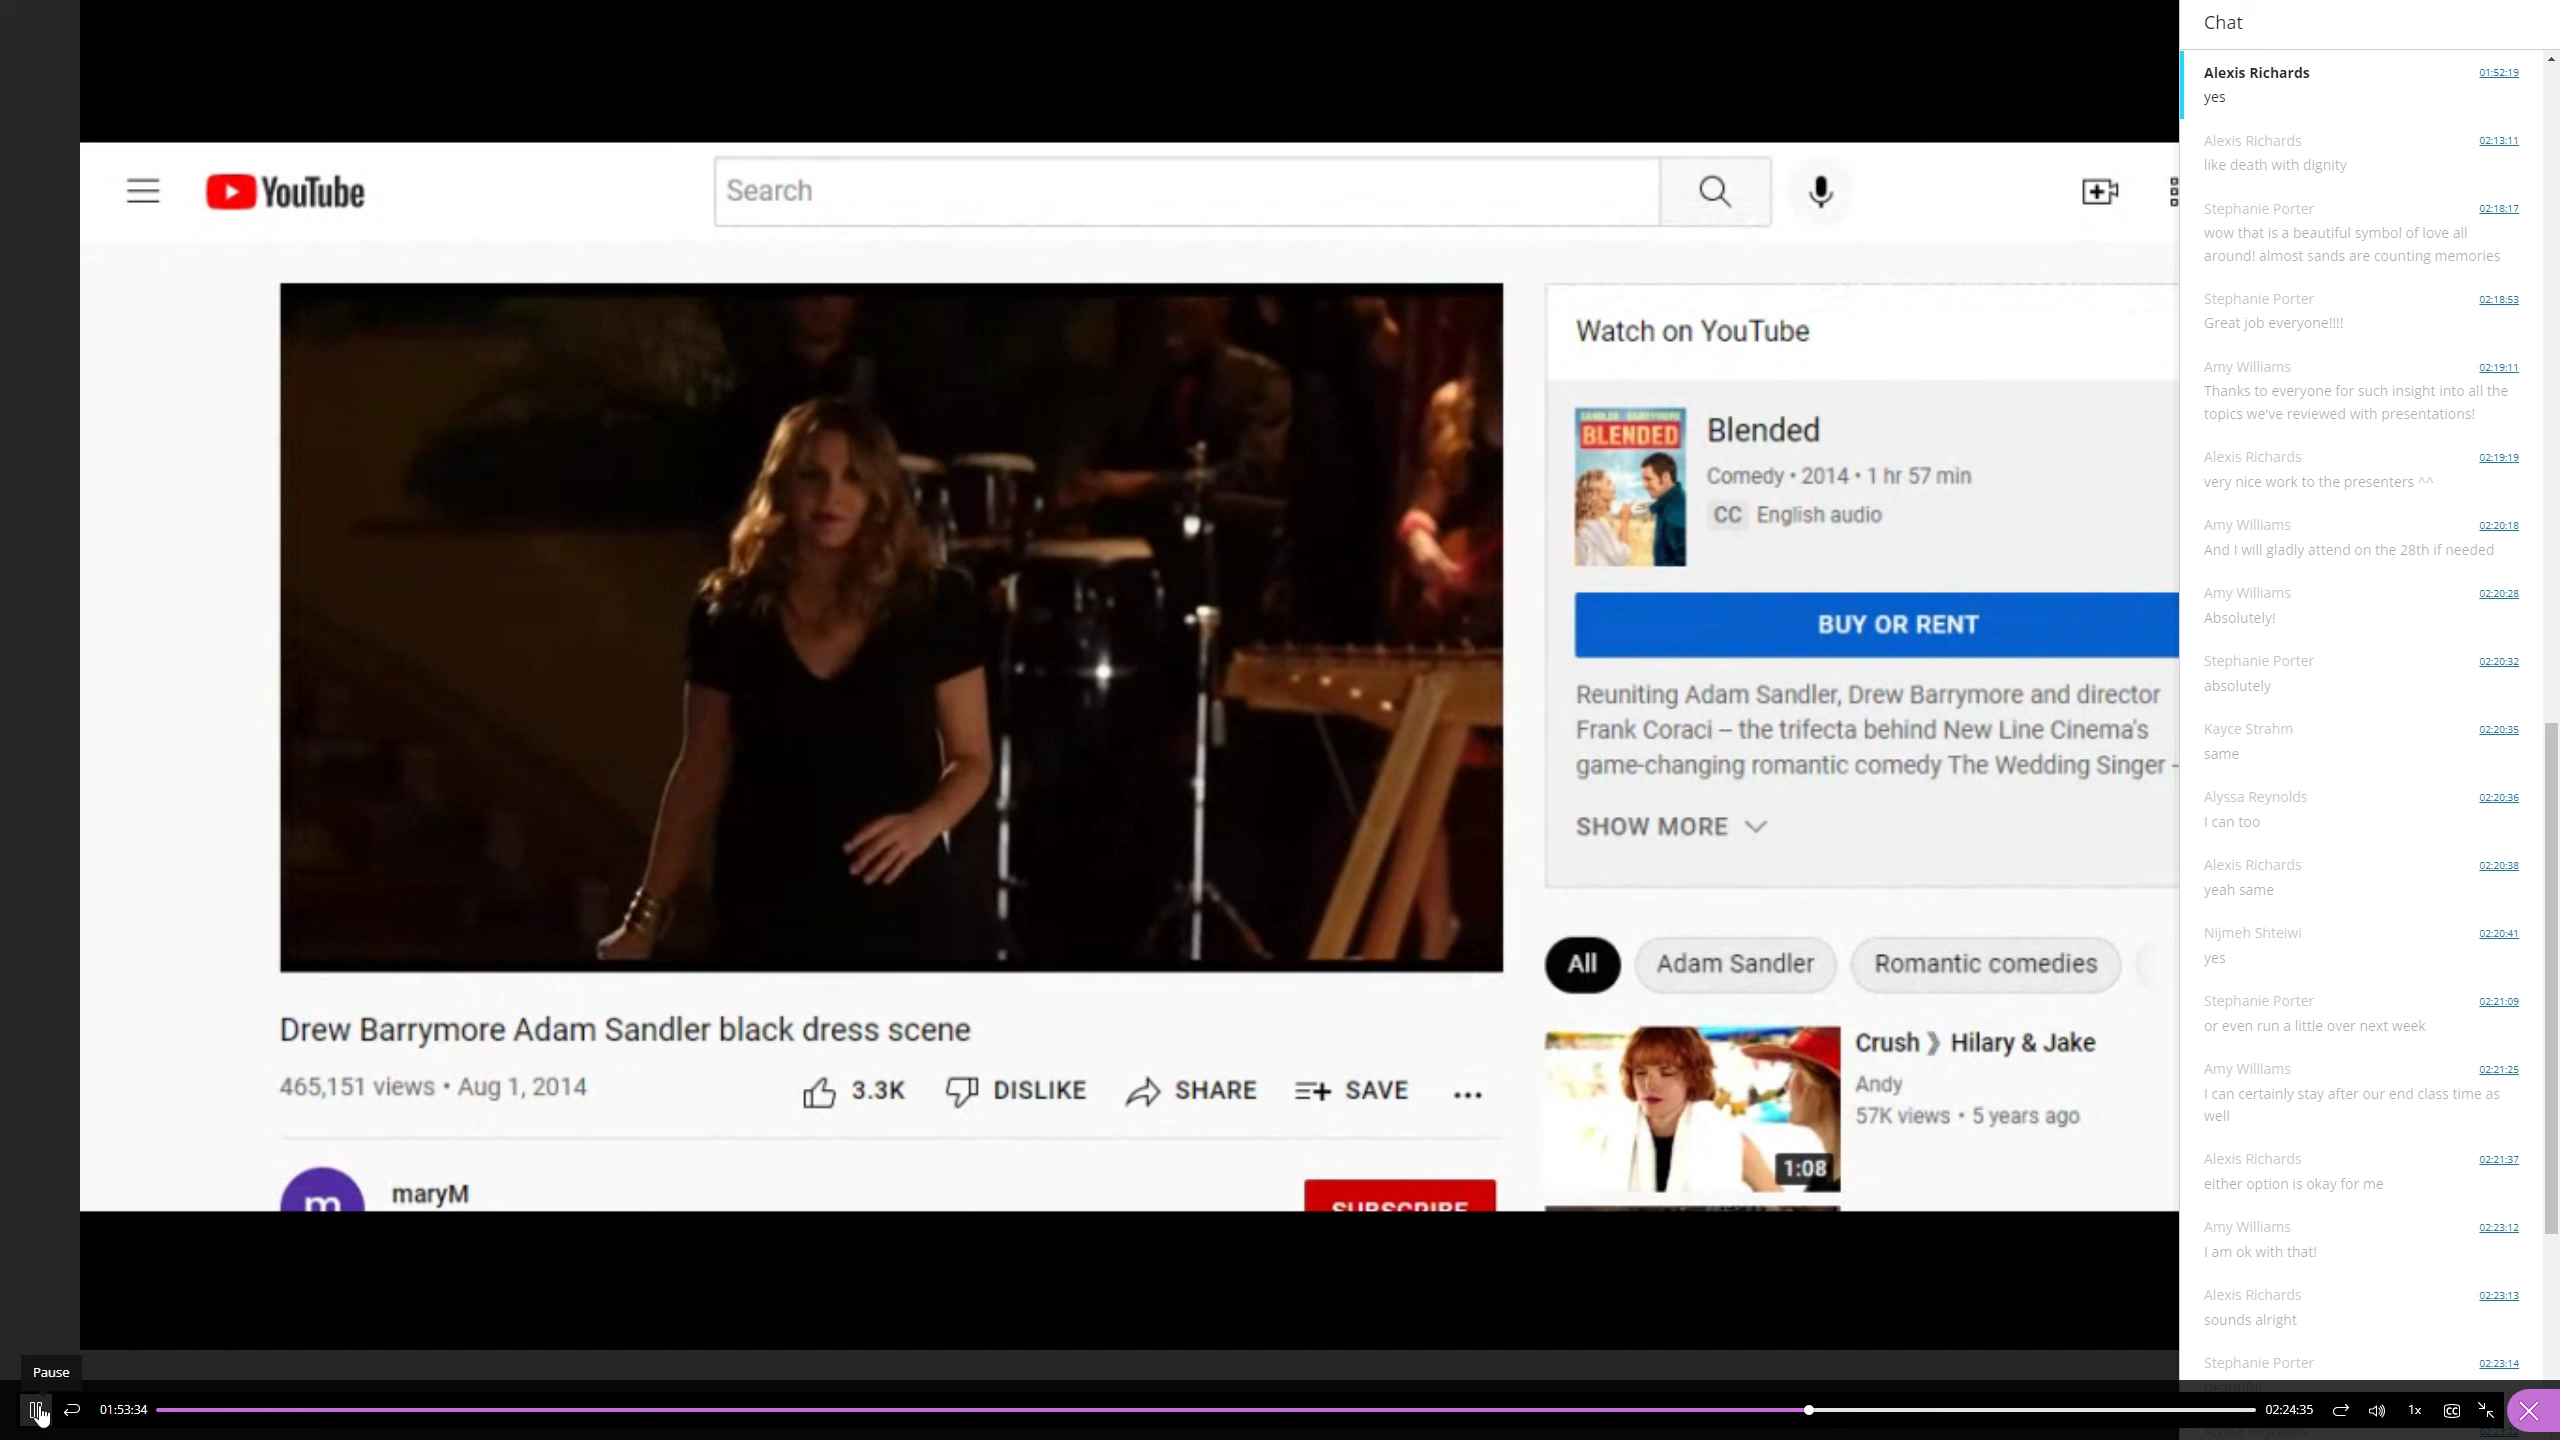 YouTube
Search
Watch on YouTube
SANDLER BARRYMORE
BLENDED
Blended
Comedy • 2014 • 1 hr 57 min
CC English audio
BUY OR RENT
Reuniting Adam Sandler, Drew Barrymore and director
Frank Coraci – the trifecta behind New Line Cinema's
game-changing romantic comedy The Wedding Singer -
SHOW MORE
All
Adam Sandler
Romantic comedies
Drew Barrymore Adam Sandler black dress scene
465,151 views • Aug 1, 2014
3.3K
DISLIKE
SHARE
SAVE
Crush 》 Hilary & Jake
Andy
57K views • 5 years ago
1:08
m
maryM
SUBSCRIBE
Chat
Alexis Richards 01:52:19
yes
Alexis Richards 02:13:11
like death with dignity
Stephanie Porter 02:18:17
wow that is a beautiful symbol of love all
around! almost sands are counting memories
Stephanie Porter 02:18:53
Great job everyone!!!!
Amy Williams 02:19:11
Thanks to everyone for such insight into all the
topics we've reviewed with presentations!
Alexis Richards 02:19:19
very nice work to the presenters ^^
Amy Williams 02:20:18
And I will gladly attend on the 28th if needed
Amy Williams 02:20:28
Absolutely!
Stephanie Porter 02:20:32
absolutely
Kayce Strahm 02:20:35
same
Alyssa Reynolds 02:20:36
I can too
Alexis Richards 02:20:38
yeah same
Nijmeh Shteiwi 02:20:41
yes
Stephanie Porter 02:21:09
or even run a little over next week
Amy Williams 02:21:25
I can certainly stay after our end class time as
well
Alexis Richards 02:21:37
either option is okay for me
Amy Williams 02:23:12
I am ok with that!
Alexis Richards 02:23:13
sounds alright
Stephanie Porter 02:23:14
beautiful
Pause
01:53:34
02:24:35
1x
CC